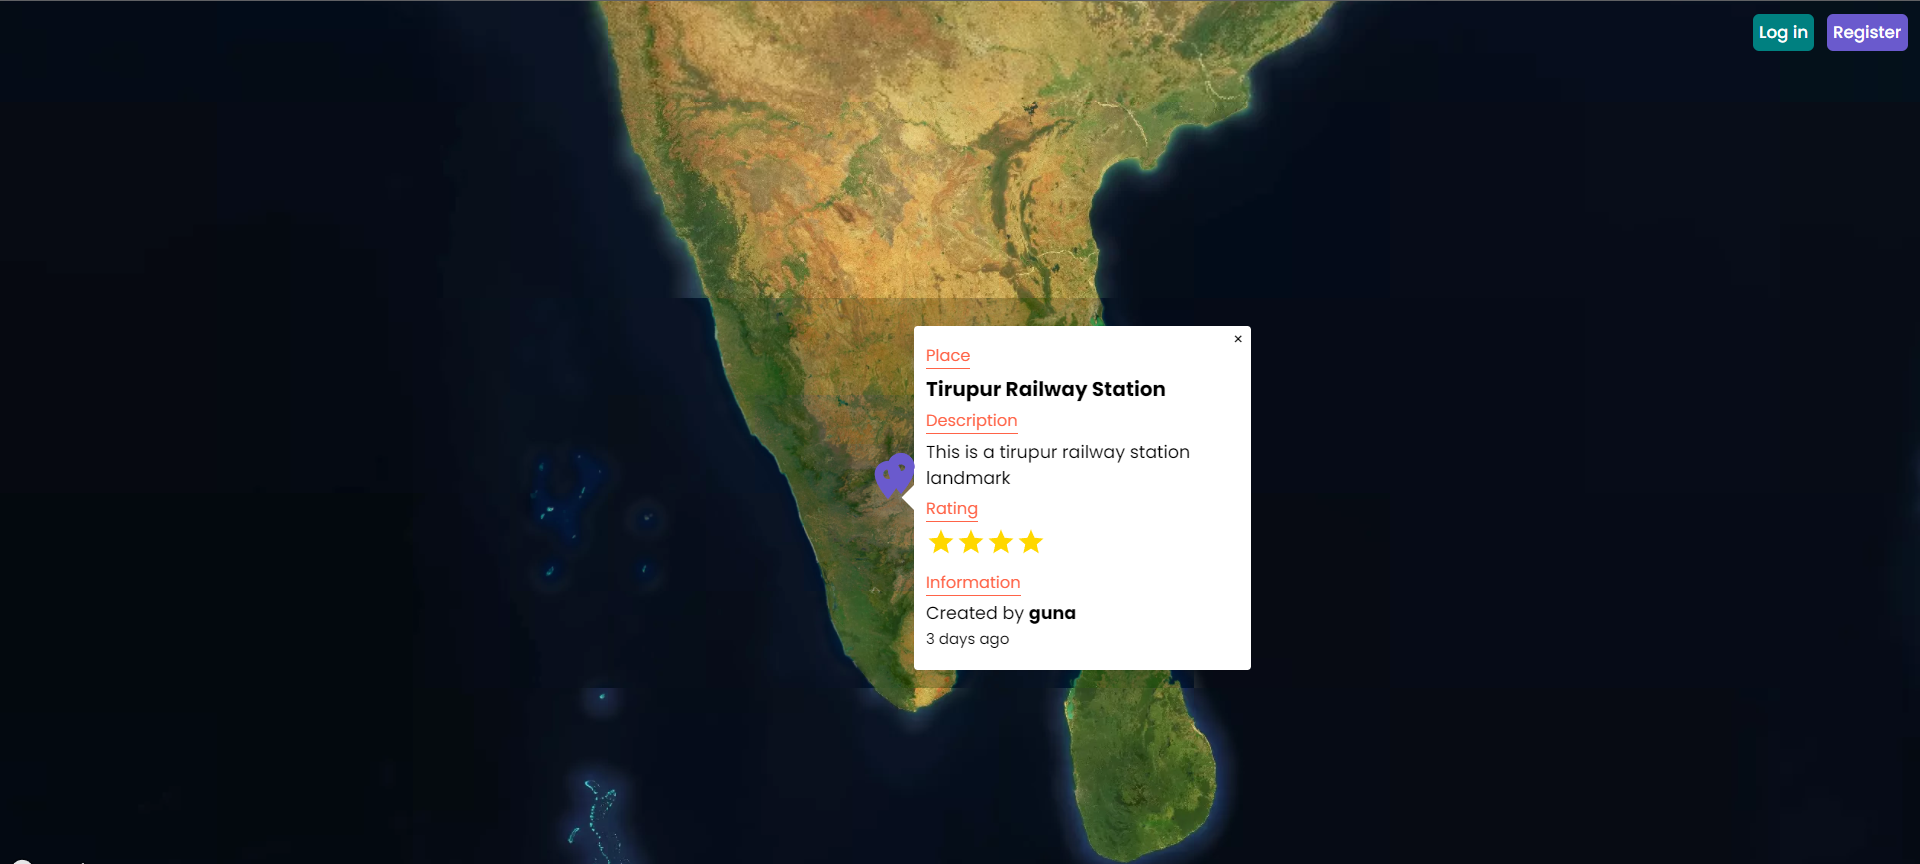 Log in Register
×
Place
Tirupur Railway Station
Description
This is a tirupur railway station
landmark
Rating
Information
Created by guna
3 days ago